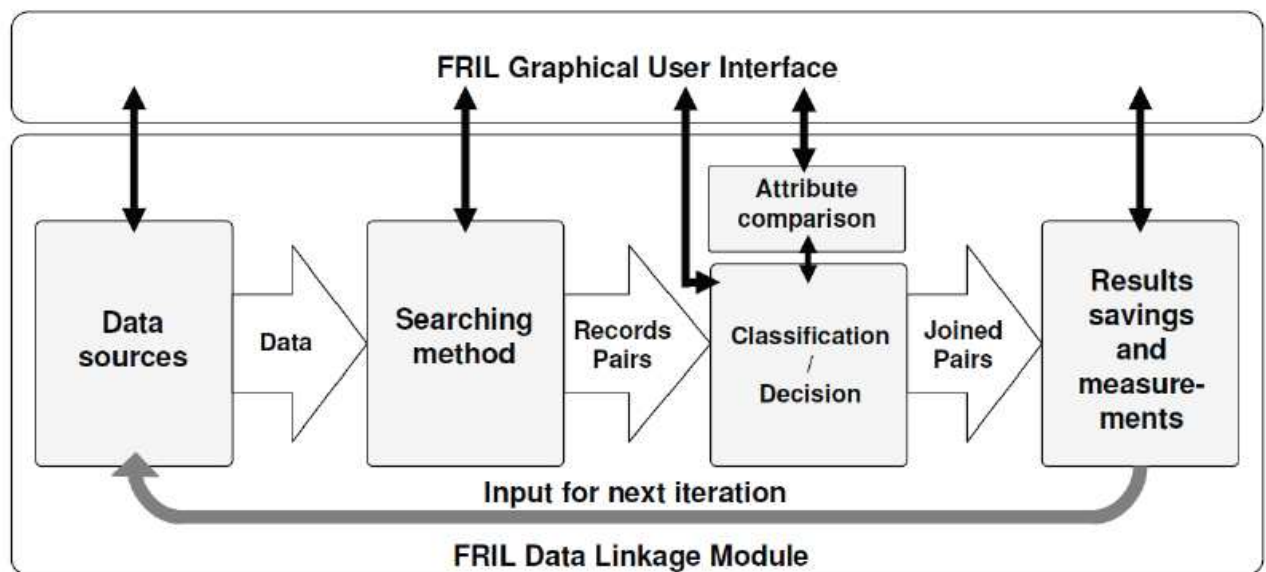 FRIL Graphical User Interface
Data
sources
Data
Searching
method
Records
Pairs
Attribute
comparison
Classification
/
Decision
Joined
Pairs
Results
savings
and
measure-
ments
Input for next iteration
FRIL Data Linkage Module